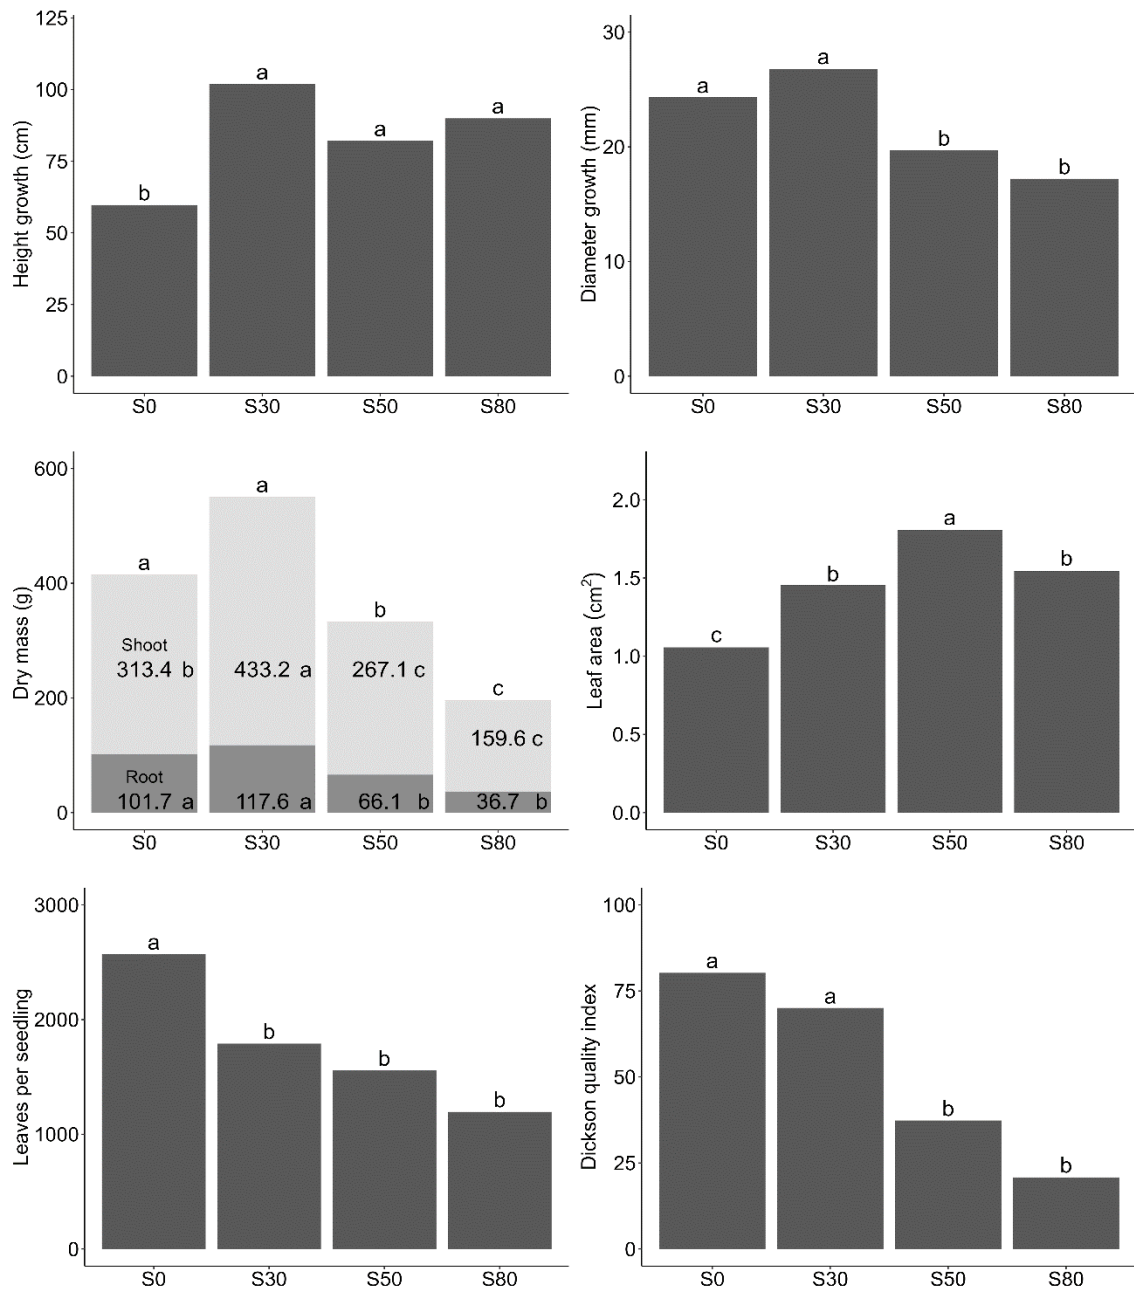 125
100
75
50
25
0
Height growth (cm)
b
a
a
a
S0
S30
S50
S80
30
20
10
0
Diameter growth (mm)
a
a
b
b
S0
S30
S50
S80
600
400
200
0
Dry mass (g)
a
a
b
c
Shoot
313.4 b
433.2 a
267.1 c
159.6 c
Root
101.7 a
117.6 a
66.1 b
36.7 b
S0
S30
S50
S80
2.0
1.5
1.0
0.5
0.0
Leaf area (cm²)
c
b
a
b
S0
S30
S50
S80
3000
2000
1000
0
Leaves per seedling
a
b
b
b
S0
S30
S50
S80
100
75
50
25
0
Dickson quality index
a
a
b
b
S0
S30
S50
S80